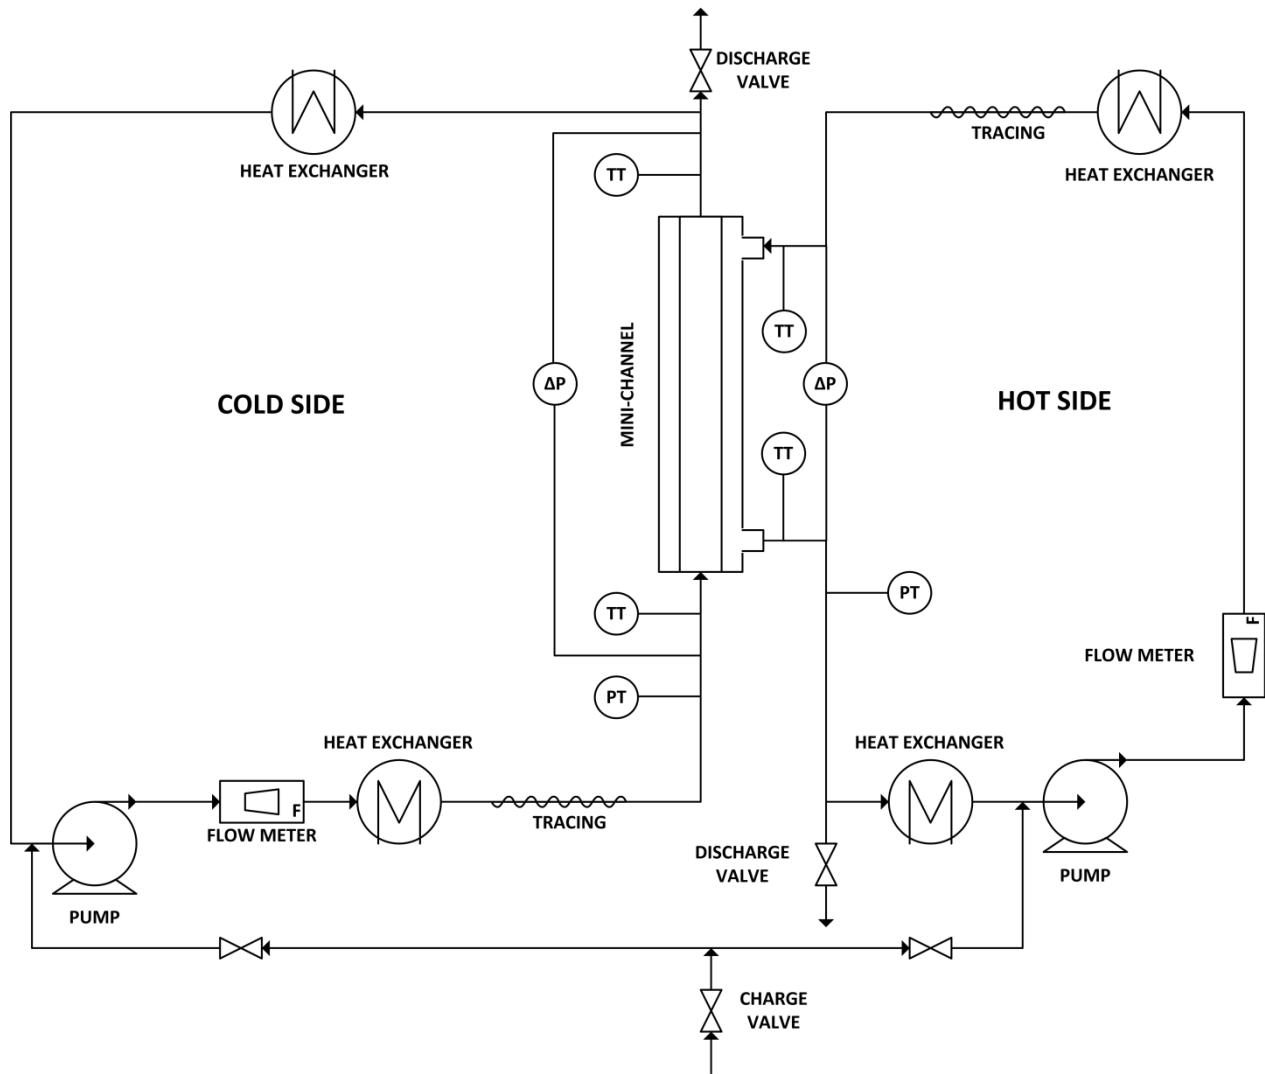 DISCHARGE
VALVE
HEAT EXCHANGER
TT
TRACING
HEAT EXCHANGER
MINI-CHANNEL
TT
ΔP
ΔP
COLD SIDE
HOT SIDE
TT
TT
PT
PT
F
FLOW METER
HEAT EXCHANGER
HEAT EXCHANGER
F
FLOW METER
TRACING
DISCHARGE
VALVE
PUMP
PUMP
CHARGE
VALVE